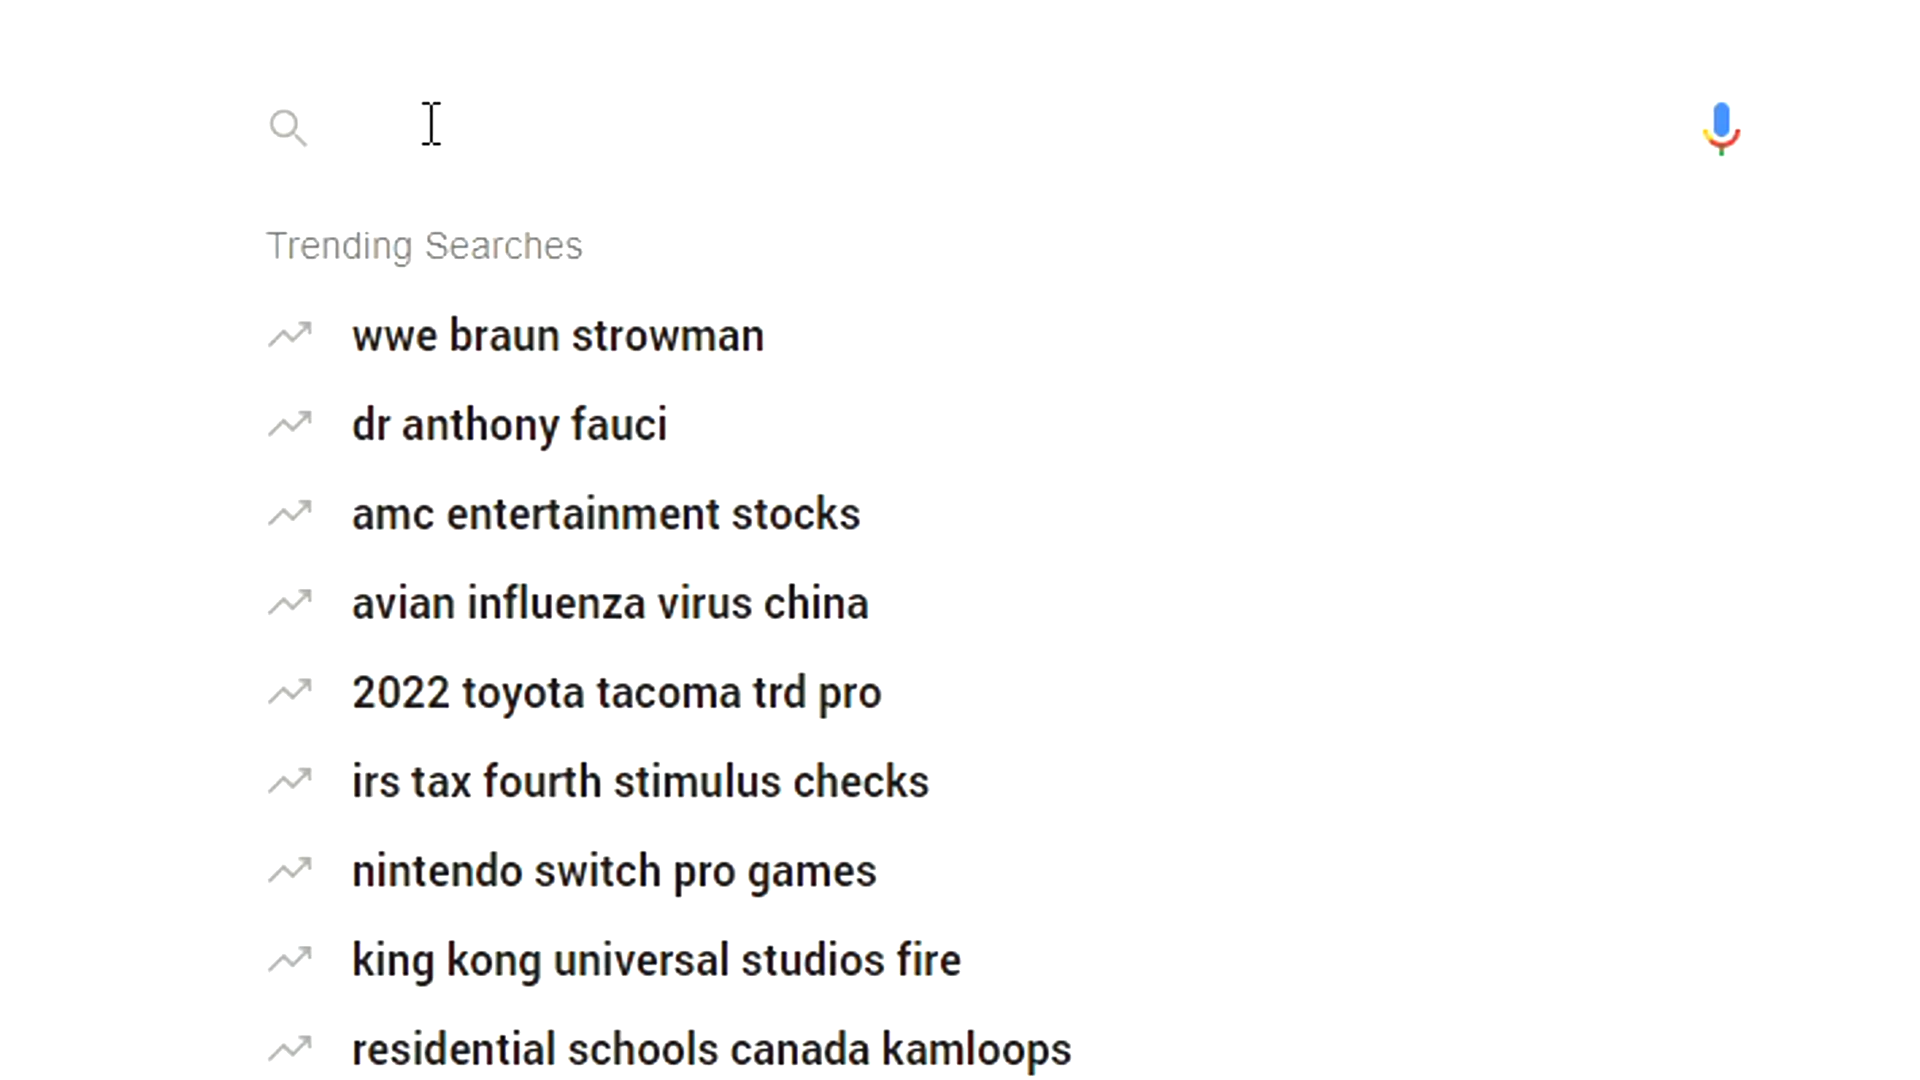 Trending Searches
wwe braun strowman
dr anthony fauci
amc entertainment stocks
avian influenza virus china
2022 toyota tacoma trd pro
irs tax fourth stimulus checks
nintendo switch pro games
king kong universal studios fire
residential schools canada kamloops